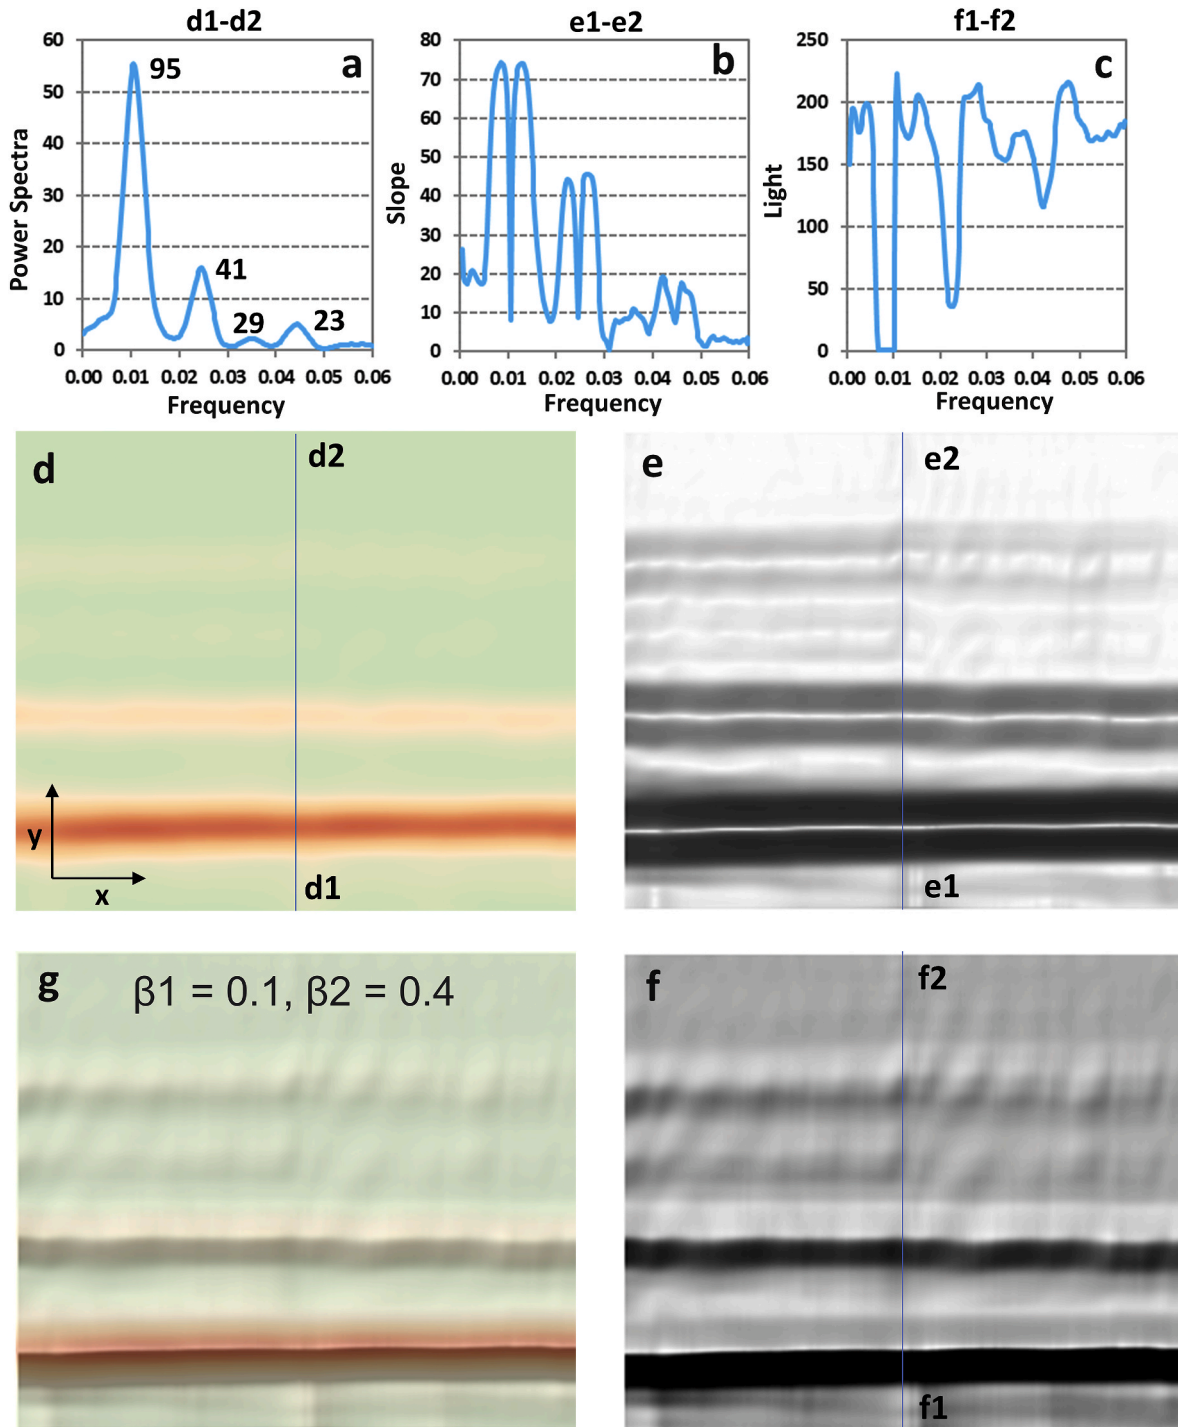 d1-d2
e1-e2
f1-f2
a
b
c
60
50
40
30
20
10
0
Power Spectra
95
41
29
23
0.00 0.01 0.02 0.03 0.04 0.05 0.06
Frequency
80
70
60
50
40
30
20
10
0
Slope
0.00 0.01 0.02 0.03 0.04 0.05 0.06
Frequency
250
200
150
100
50
0
Light
0.00 0.01 0.02 0.03 0.04 0.05 0.06
Frequency
d
d2
y
x
d1
e
e2
e1
g
β1 = 0.1, β2 = 0.4
f
f2
f1